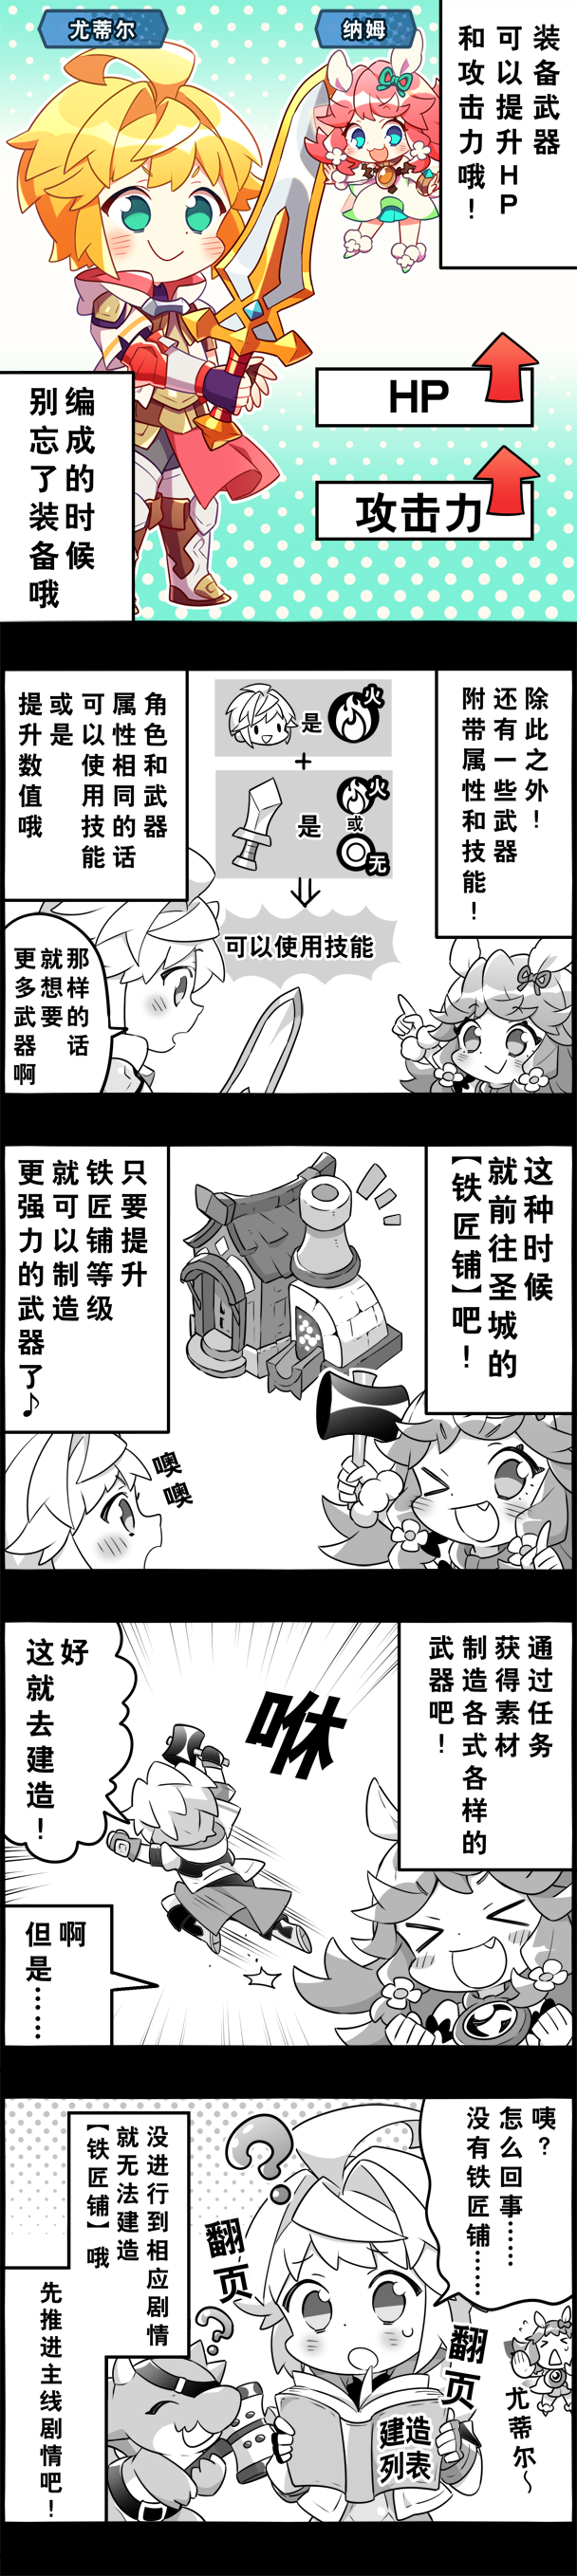 尤蒂尔
纳姆
装备武器
可以提升HP
和攻击力哦！
HP
攻击力
编成的时候
别忘了装备哦
除此之外！
还有一些武器
附带属性和技能！
是
火
+
是
火
或
无
可以使用技能
角色和武器
属性相同的话
可以使用技能
或是
提升数值哦
那样的话
就想要
更多武器啊
这种时候
就前往圣城的
【铁匠铺】吧！
只要提升
铁匠铺等级
就可以制造
更强力的武器了♪
噢噢
通过任务
获得素材
制造各式各样的
武器吧！
咻
好
这就去建造！
啊
但是……
咦？
怎么回事……
没有铁匠铺……
翻页
翻页
建造
列表
尤蒂尔～
没进行到相应剧情
就无法建造
【铁匠铺】哦
先推进主线剧情吧！